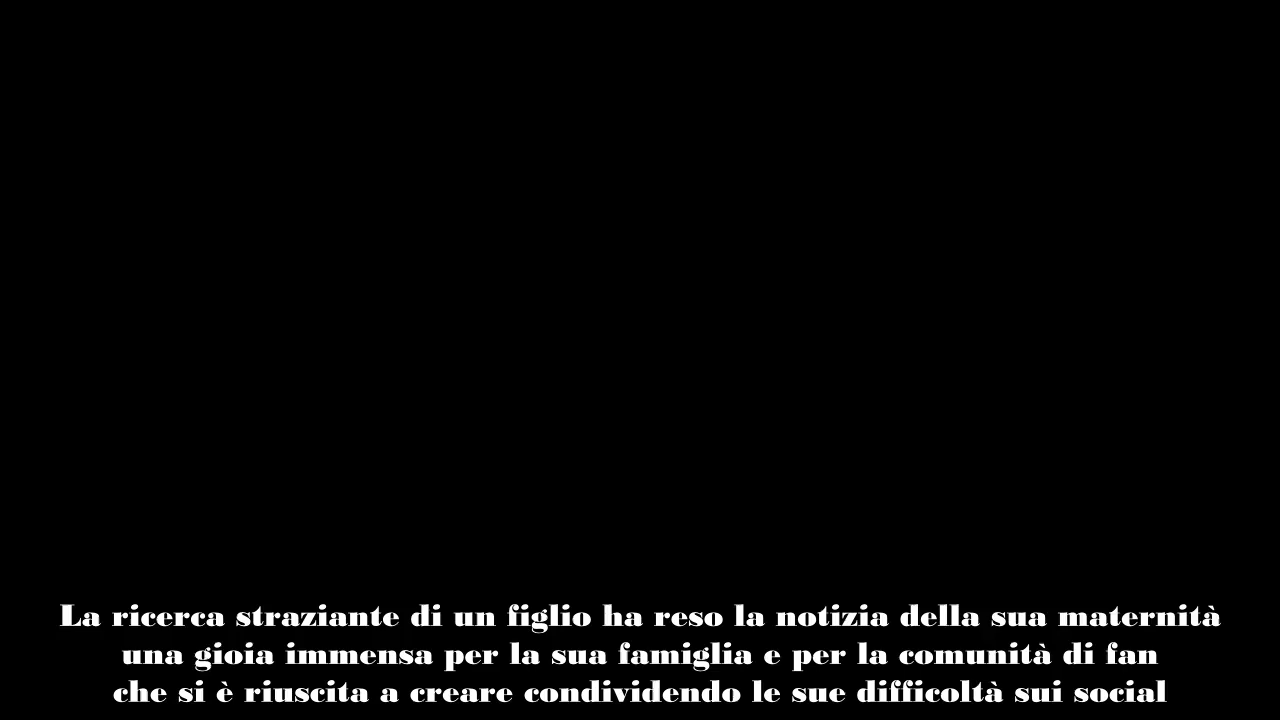 La ricerca straziante di un figlio ha reso la notizia della sua maternità
una gioia immensa per la sua famiglia e per la comunità di fan
che si è riuscita a creare condividendo le sue difficoltà sui social